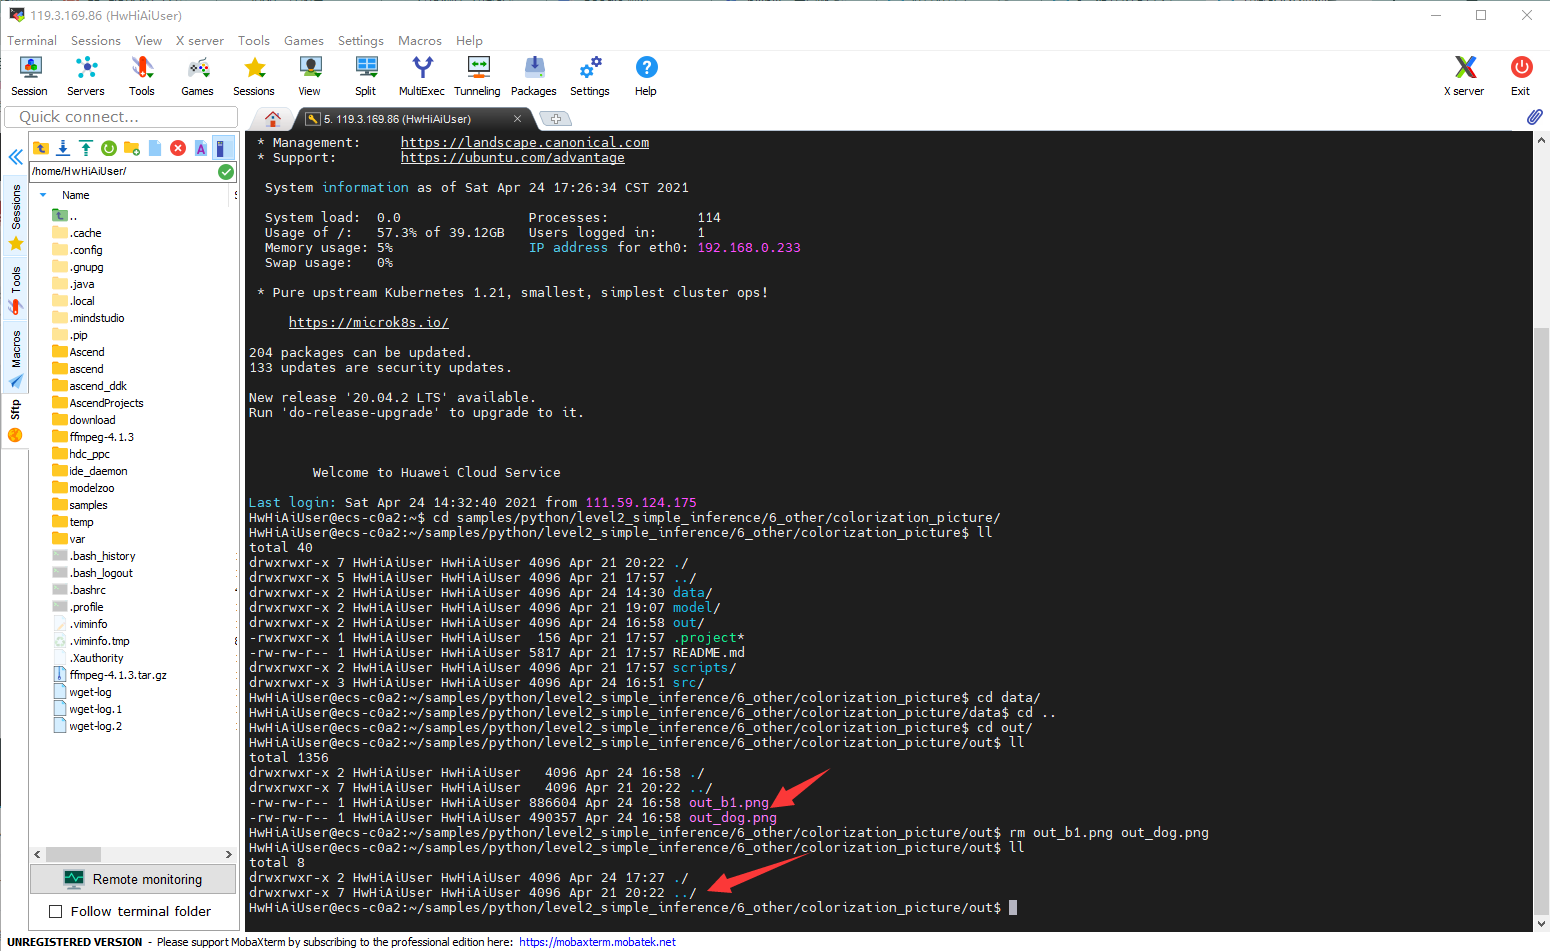 119.3.169.86 (HwHiAiUser)
Terminal Sessions View X server Tools Games Settings Macros Help
Session Servers Tools Games Sessions View Split MultiExec Tunneling Packages Settings Help X server Exit
Quick connect...
5. 119.3.169.86 (HwHiAiUser)
/home/HwHiAiUser/
Name
..
.cache
.config
.gnupg
.java
.local
.mindstudio
.pip
Ascend
ascend
ascend_ddk
AscendProjects
download
ffmpeg-4.1.3
hdc_ppc
ide_daemon
modelzoo
samples
temp
var
.bash_history
.bash_logout
.bashrc
.profile
.viminfo
.viminfo.tmp
.Xauthority
ffmpeg-4.1.3.tar.gz
wget-log
wget-log.1
wget-log.2
Sessions
Tools
Macros
Sftp
Remote monitoring
Follow terminal folder
* Management: https://landscape.canonical.com
* Support: https://ubuntu.com/advantage
System information as of Sat Apr 24 17:26:34 CST 2021
System load: 0.0 Processes: 114
Usage of /: 57.3% of 39.12GB Users logged in: 1
Memory usage: 5% IP address for eth0: 192.168.0.233
Swap usage: 0%
* Pure upstream Kubernetes 1.21, smallest, simplest cluster ops!
https://microk8s.io/
204 packages can be updated.
133 updates are security updates.
New release '20.04.2 LTS' available.
Run 'do-release-upgrade' to upgrade to it.
Welcome to Huawei Cloud Service
Last login: Sat Apr 24 14:32:40 2021 from 111.59.124.175
HwHiAiUser@ecs-c0a2:~$ cd samples/python/level2_simple_inference/6_other/colorization_picture/
HwHiAiUser@ecs-c0a2:~/samples/python/level2_simple_inference/6_other/colorization_picture$ ll
total 40
drwxrwxr-x 7 HwHiAiUser HwHiAiUser 4096 Apr 21 20:22 ./
drwxrwxr-x 5 HwHiAiUser HwHiAiUser 4096 Apr 21 17:57 ../
drwxrwxr-x 2 HwHiAiUser HwHiAiUser 4096 Apr 24 14:30 data/
drwxrwxr-x 2 HwHiAiUser HwHiAiUser 4096 Apr 21 19:07 model/
drwxrwxr-x 2 HwHiAiUser HwHiAiUser 4096 Apr 24 16:58 out/
-rwxrwxr-x 1 HwHiAiUser HwHiAiUser 156 Apr 21 17:57 .project*
-rw-rw-r-- 1 HwHiAiUser HwHiAiUser 5817 Apr 21 17:57 README.md
drwxrwxr-x 2 HwHiAiUser HwHiAiUser 4096 Apr 21 17:57 scripts/
drwxrwxr-x 3 HwHiAiUser HwHiAiUser 4096 Apr 24 16:51 src/
HwHiAiUser@ecs-c0a2:~/samples/python/level2_simple_inference/6_other/colorization_picture$ cd data/
HwHiAiUser@ecs-c0a2:~/samples/python/level2_simple_inference/6_other/colorization_picture/data$ cd ..
HwHiAiUser@ecs-c0a2:~/samples/python/level2_simple_inference/6_other/colorization_picture$ cd out/
HwHiAiUser@ecs-c0a2:~/samples/python/level2_simple_inference/6_other/colorization_picture/out$ ll
total 1356
drwxrwxr-x 2 HwHiAiUser HwHiAiUser 4096 Apr 24 16:58 ./
drwxrwxr-x 7 HwHiAiUser HwHiAiUser 4096 Apr 21 20:22 ../
-rw-rw-r-- 1 HwHiAiUser HwHiAiUser 886604 Apr 24 16:58 out_b1.png
-rw-rw-r-- 1 HwHiAiUser HwHiAiUser 490357 Apr 24 16:58 out_dog.png
HwHiAiUser@ecs-c0a2:~/samples/python/level2_simple_inference/6_other/colorization_picture/out$ rm out_b1.png out_dog.png
HwHiAiUser@ecs-c0a2:~/samples/python/level2_simple_inference/6_other/colorization_picture/out$ ll
total 8
drwxrwxr-x 2 HwHiAiUser HwHiAiUser 4096 Apr 24 17:27 ./
drwxrwxr-x 7 HwHiAiUser HwHiAiUser 4096 Apr 21 20:22 ../
HwHiAiUser@ecs-c0a2:~/samples/python/level2_simple_inference/6_other/colorization_picture/out$
UNREGISTERED VERSION - Please support MobaXterm by subscribing to the professional edition here: https://mobaxterm.mobatek.net